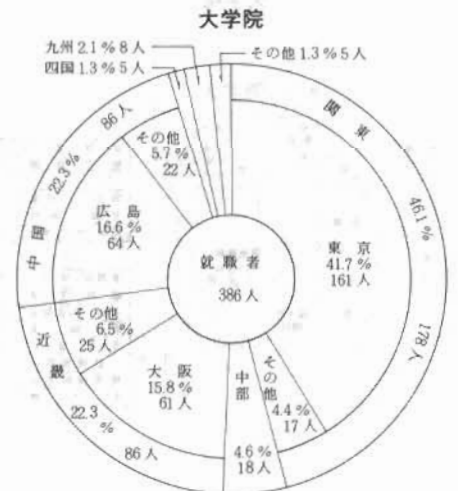 大学院
九州 2.1% 8人
四国 1.3% 5人
その他 1.3% 5人
関東
46.1%
178人
東京
41.7%
161人
その他
4.4%
17人
中部
4.6%
18人
近畿
22.3
%
86人
大阪
15.8%
61人
その他
6.5%
25人
中国
22.3%
86人
広島
16.6%
64人
その他
5.7%
22人
就職者
386人